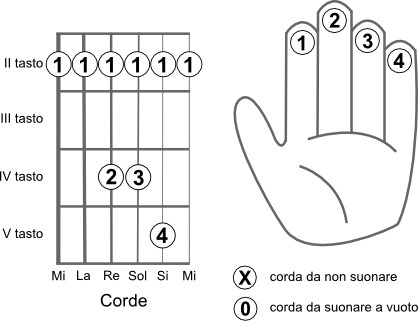 II tasto
1 1 1 1 1 1
III tasto
IV tasto
2 3
V tasto
4
Mi La Re Sol Si Mi
Corde
1
2
3
4
X corda da non suonare
0 corda da suonare a vuoto